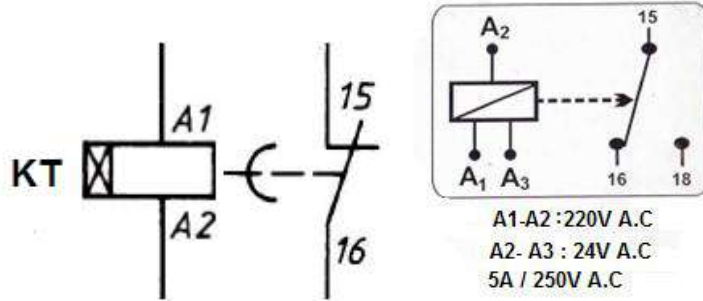 A1
KT
A2
15
16
A₂
15
A₁ A₃
16
18
A1-A2 : 220V A.C
A2- A3 : 24V A.C
5A / 250V A.C